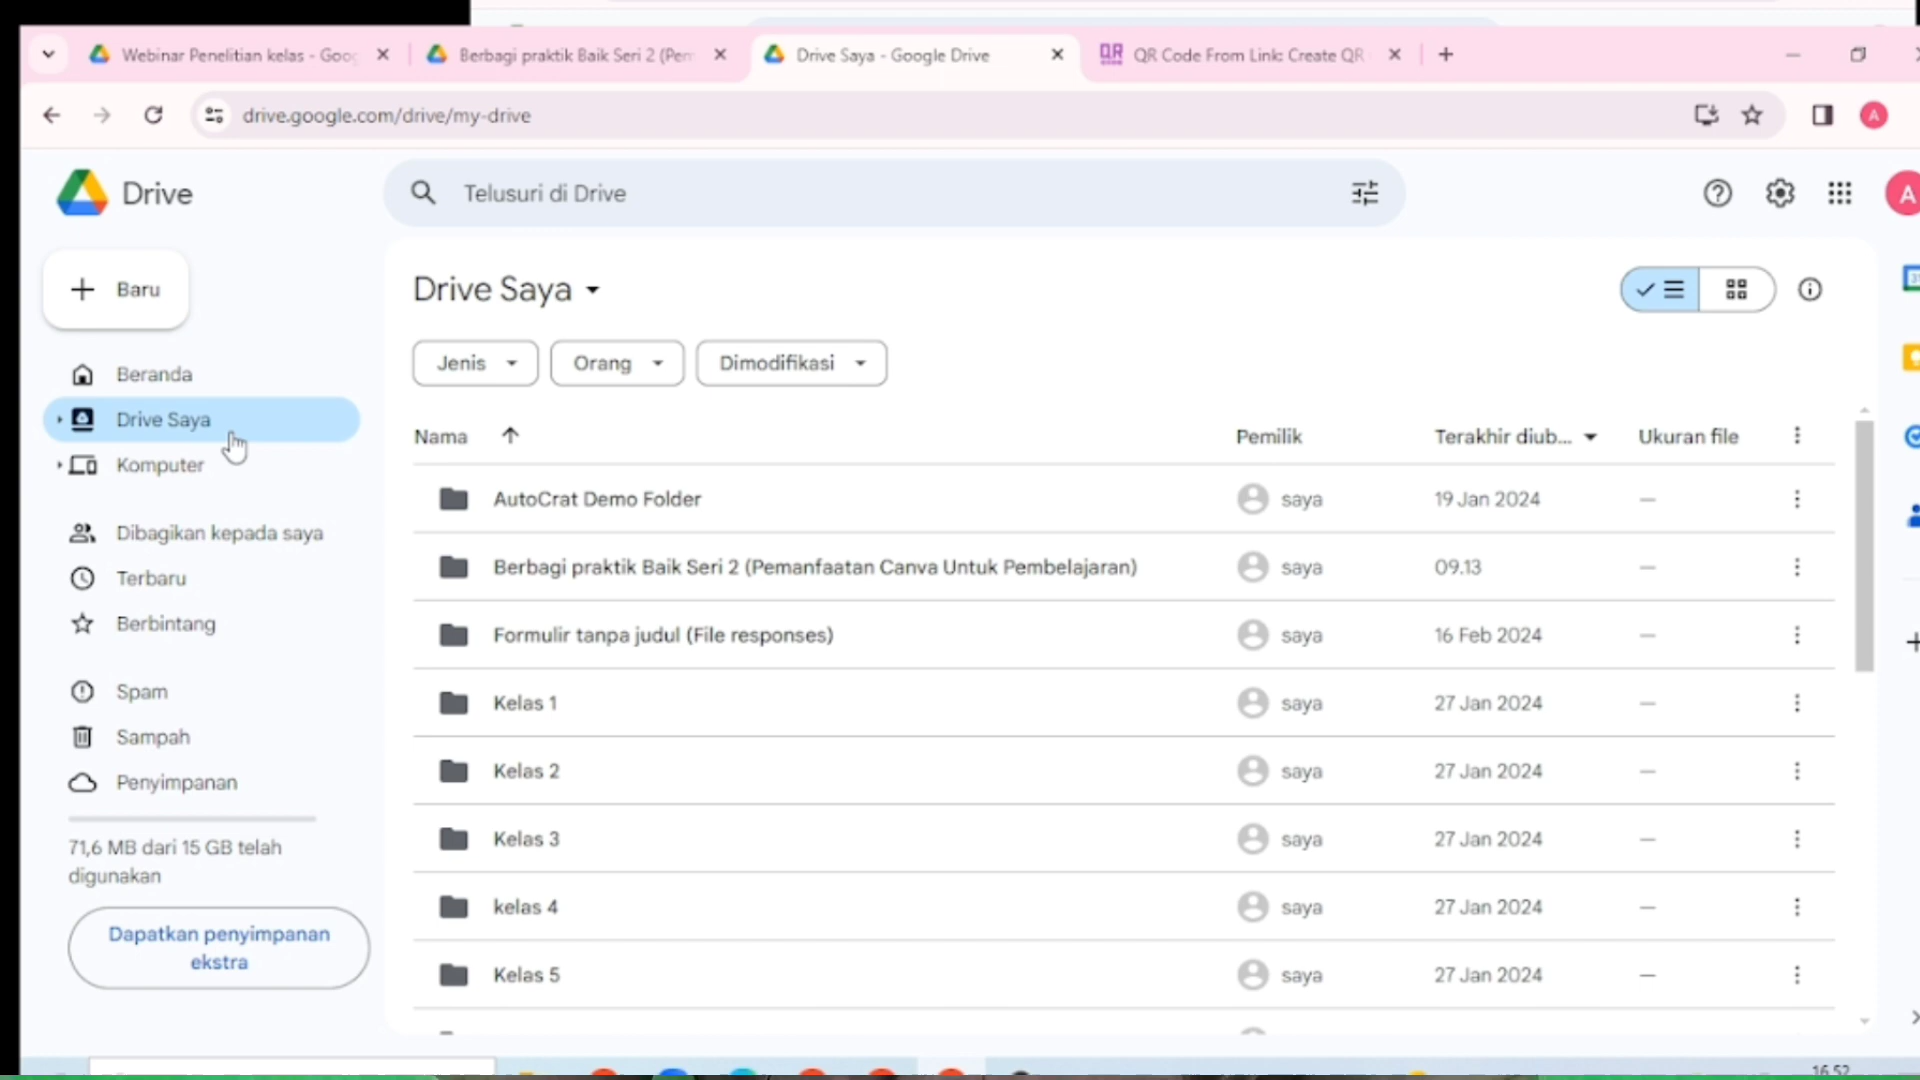 Webinar Penelitian kelas - Goog
Berbagi praktik Baik Seri 2 (Pem
Drive Saya - Google Drive
QR Code From Link: Create QR
drive.google.com/drive/my-drive
A
Drive
Telusuri di Drive
A
Baru
Drive Saya
Jenis
Orang
Dimodifikasi
Beranda
Drive Saya
Komputer
Dibagikan kepada saya
Terbaru
Berbintang
Spam
Sampah
Penyimpanan
71,6 MB dari 15 GB telah
digunakan
Dapatkan penyimpanan
ekstra
Nama Pemilik Terakhir diub... Ukuran file
AutoCrat Demo Folder saya 19 Jan 2024 —
Berbagi praktik Baik Seri 2 (Pemanfaatan Canva Untuk Pembelajaran) saya 09.13 —
Formulir tanpa judul (File responses) saya 16 Feb 2024 —
Kelas 1 saya 27 Jan 2024 —
Kelas 2 saya 27 Jan 2024 —
Kelas 3 saya 27 Jan 2024 —
kelas 4 saya 27 Jan 2024 —
Kelas 5 saya 27 Jan 2024 —
16.52